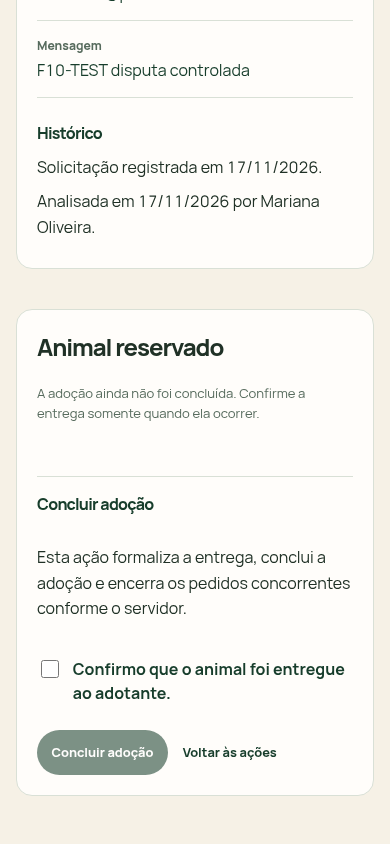 Mensagem
F10-TEST disputa controlada
Histórico
Solicitação registrada em 17/11/2026.
Analisada em 17/11/2026 por Mariana
Oliveira.
Animal reservado
A adoção ainda não foi concluída. Confirme a
entrega somente quando ela ocorrer.
Concluir adoção
Esta ação formaliza a entrega, conclui a
adoção e encerra os pedidos concorrentes
conforme o servidor.
Confirmo que o animal foi entregue
ao adotante.
Concluir adoção
Voltar às ações